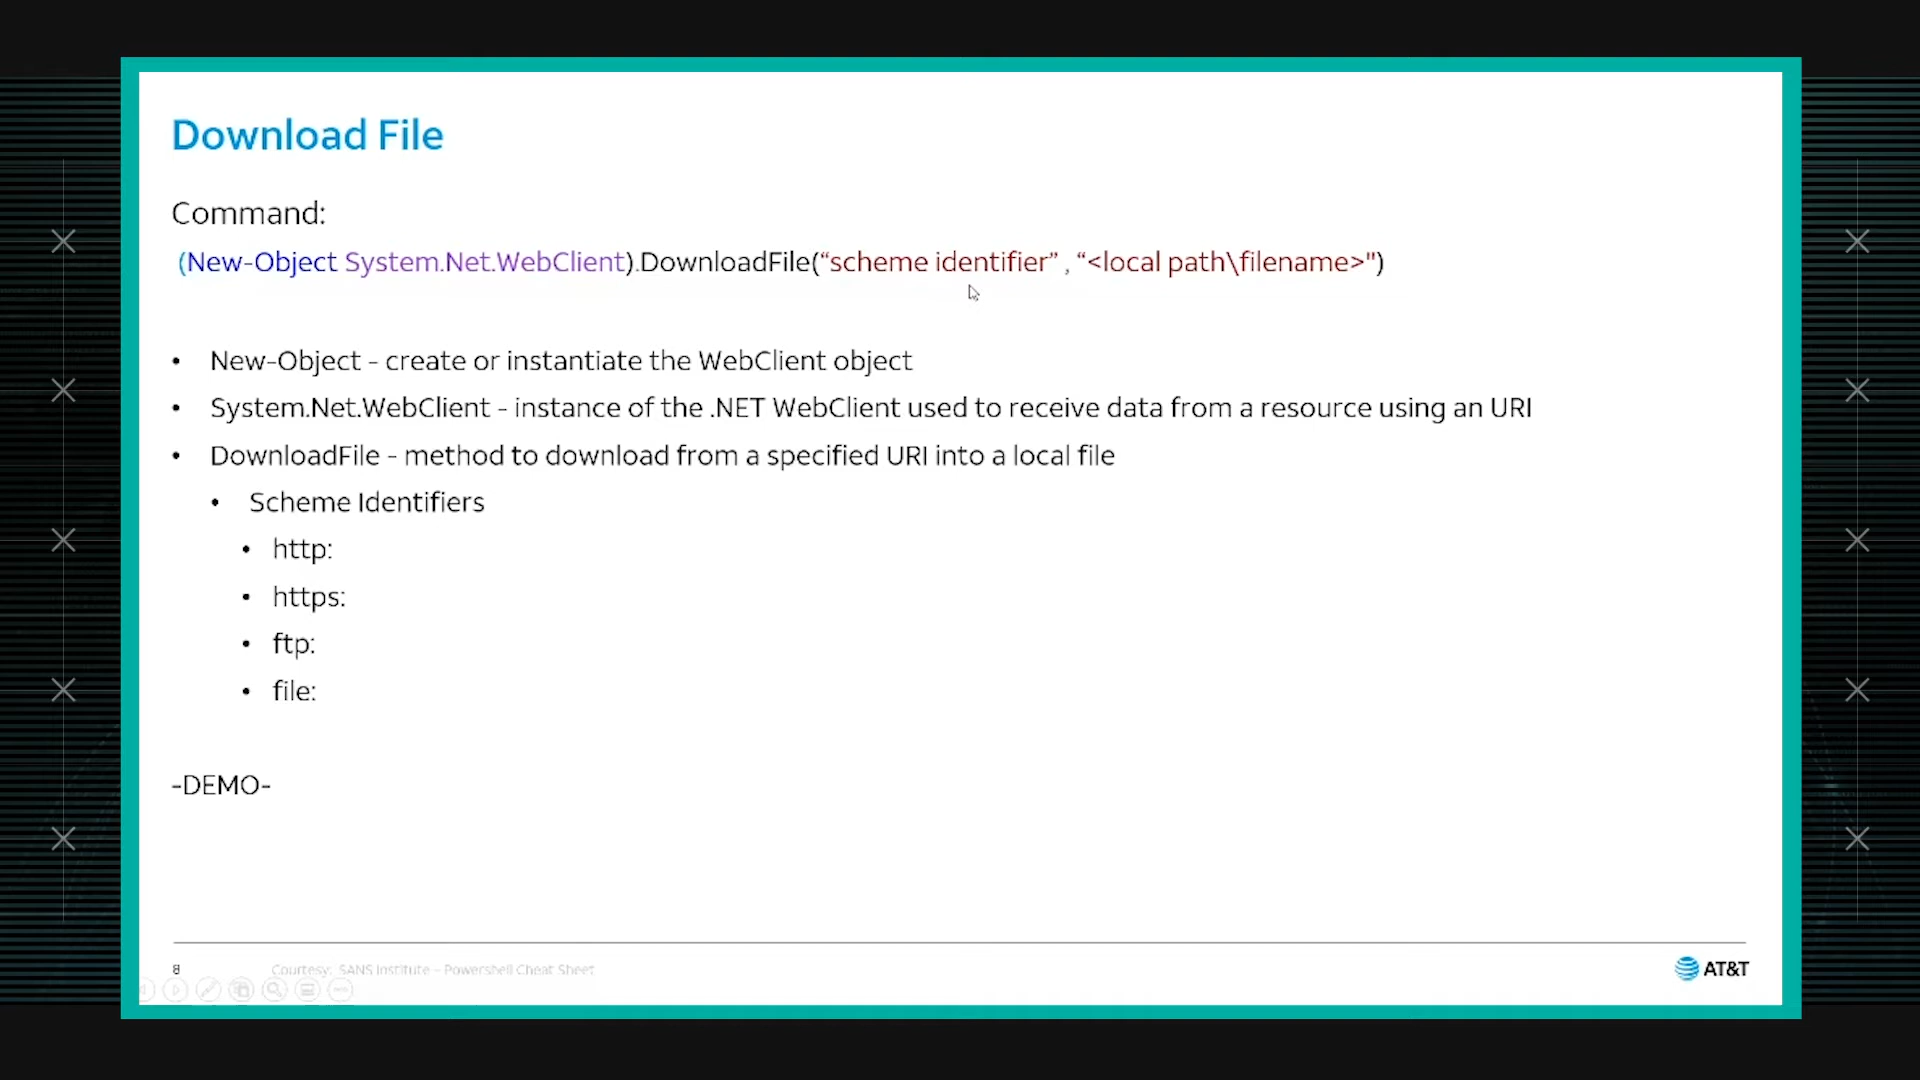 Download File
Command:
(New-Object System.Net.WebClient).DownloadFile(“scheme identifier” , “<local path\filename>")
• New-Object - create or instantiate the WebClient object
• System.Net.WebClient - instance of the .NET WebClient used to receive data from a resource using an URI
• DownloadFile - method to download from a specified URI into a local file
• Scheme Identifiers
• http:
• https:
• ftp:
• file:
-DEMO-
8
Courtesy: SANS Institute – Powershell Cheat Sheet
AT&T